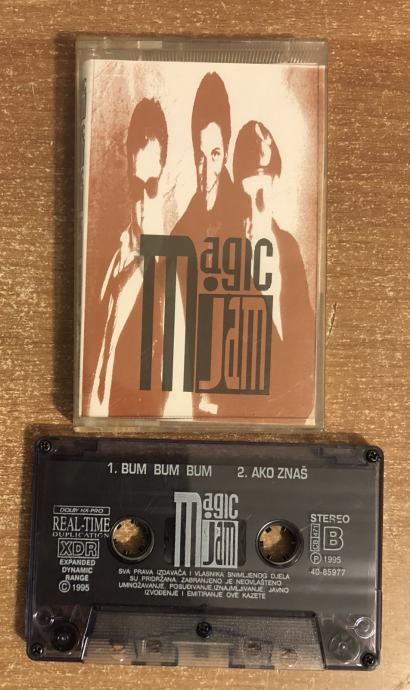 Magic
jam
1. BUM BUM BUM 2. AKO ZNAŠ
DOLBY HX-PRO
REAL-TIME
DUPLICATION
XDR
EXPANDED
DYNAMIC
RANGE
© 1995
Magic
jam
STEREO
B
℗ 1995
40-85977
SVA PRAVA IZDAVAČA I VLASNIKA SNIMLJENOG DJELA
SU PRIDRŽANA. ZABRANJENO JE NEOVLAŠTENO
UMNOŽAVANJE, POSUĐIVANJE, IZNAJMLJIVANJE, JAVNO
IZVOĐENJE I EMITIRANJE OVE KAZETE